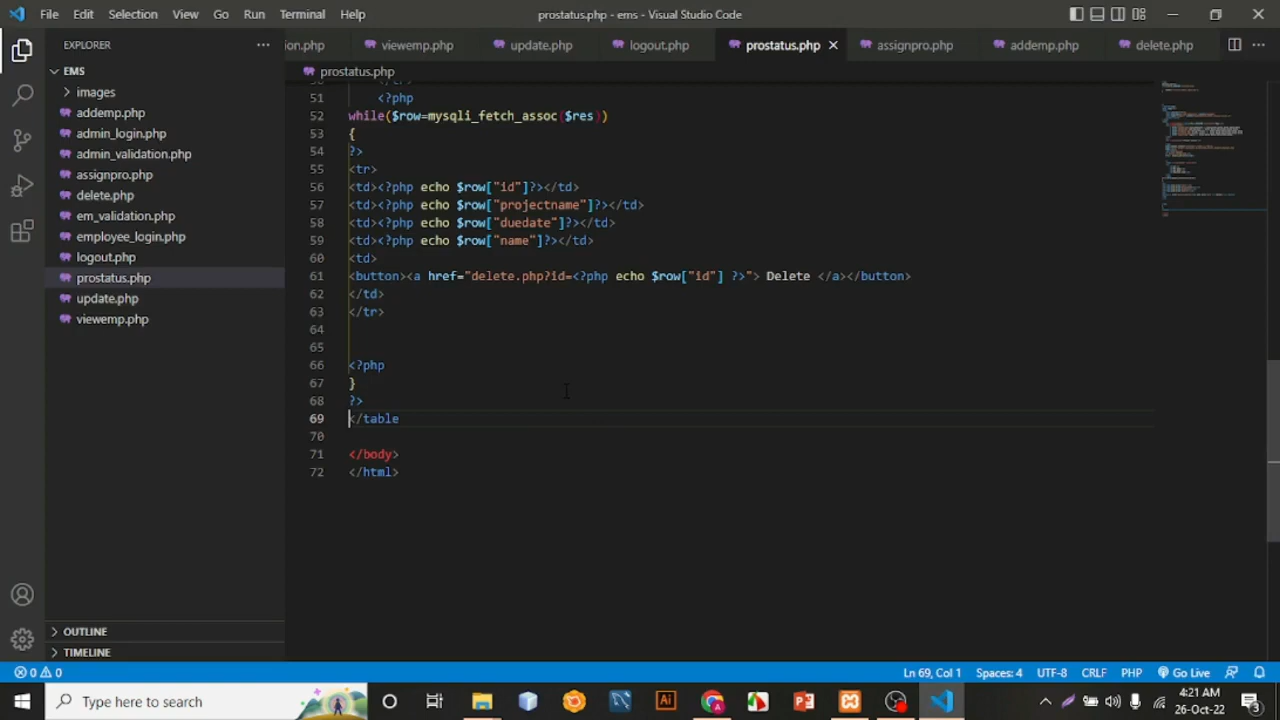 File Edit Selection View Go Run Terminal Help
prostatus.php - ems - Visual Studio Code
EXPLORER
ion.php viewemp.php update.php logout.php prostatus.php assignpro.php addemp.php delete.php
EMS
images
addemp.php
admin_login.php
admin_validation.php
assignpro.php
delete.php
em_validation.php
employee_login.php
logout.php
prostatus.php
update.php
viewemp.php
OUTLINE
TIMELINE
prostatus.php
51 <?php
52 while($row=mysqli_fetch_assoc($res))
53 {
54 ?>
55 <tr>
56 <td><?php echo $row["id"]?></td>
57 <td><?php echo $row["projectname"]?></td>
58 <td><?php echo $row["duedate"]?></td>
59 <td><?php echo $row["name"]?></td>
60 <td>
61 <button><a href="delete.php?id=<?php echo $row["id"] ?>"> Delete </a></button>
62 </td>
63 </tr>
64
65
66 <?php
67 }
68 ?>
69 </table
70
71 </body>
72 </html>
0 0 Ln 69, Col 1 Spaces: 4 UTF-8 CRLF PHP Go Live
Type here to search
Ai
4:21 AM
26-Oct-22
3